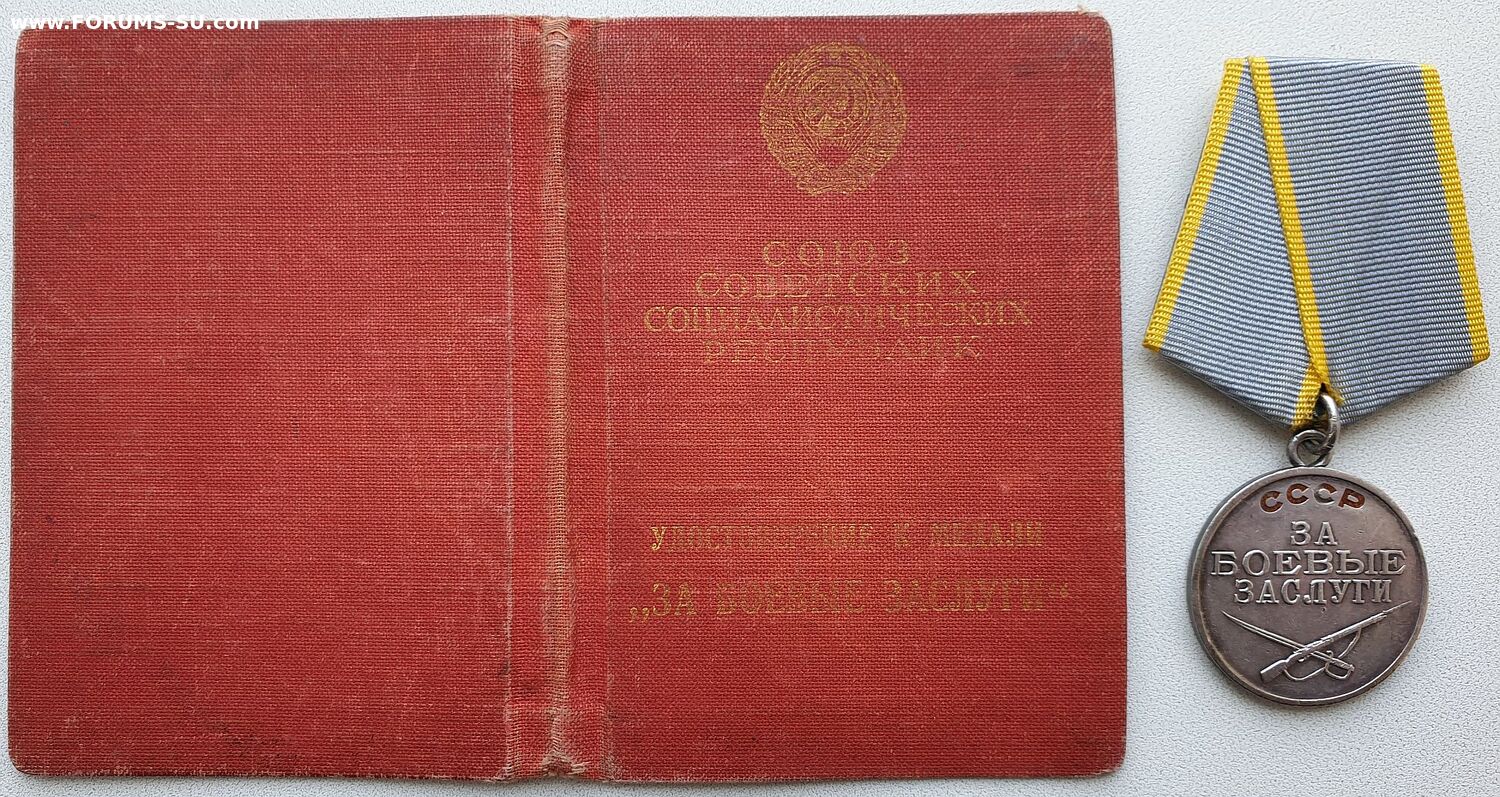 www.FORUMS-SU.com
СОЮЗ
СОВЕТСКИХ
СОЦИАЛИСТИЧЕСКИХ
РЕСПУБЛИК
УДОСТОВЕРЕНИЕ К МЕДАЛИ
„ЗА БОЕВЫЕ ЗАСЛУГИ“
СССР
ЗА
БОЕВЫЕ
ЗАСЛУГИ